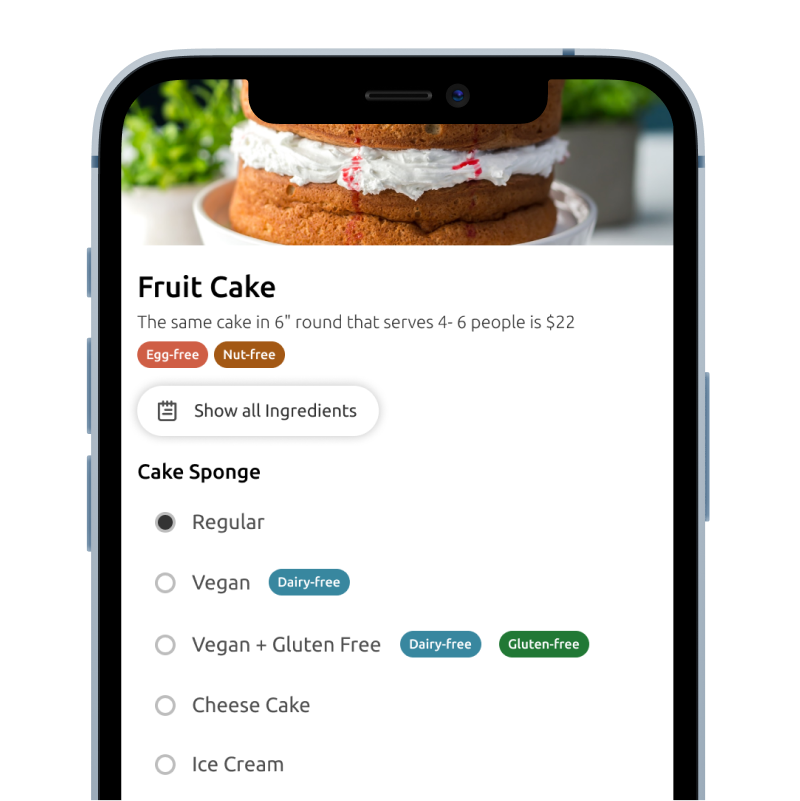 Fruit Cake
The same cake in 6" round that serves 4- 6 people is $22
Egg-free Nut-free
Show all Ingredients
Cake Sponge
Regular
Vegan Dairy-free
Vegan + Gluten Free Dairy-free Gluten-free
Cheese Cake
Ice Cream